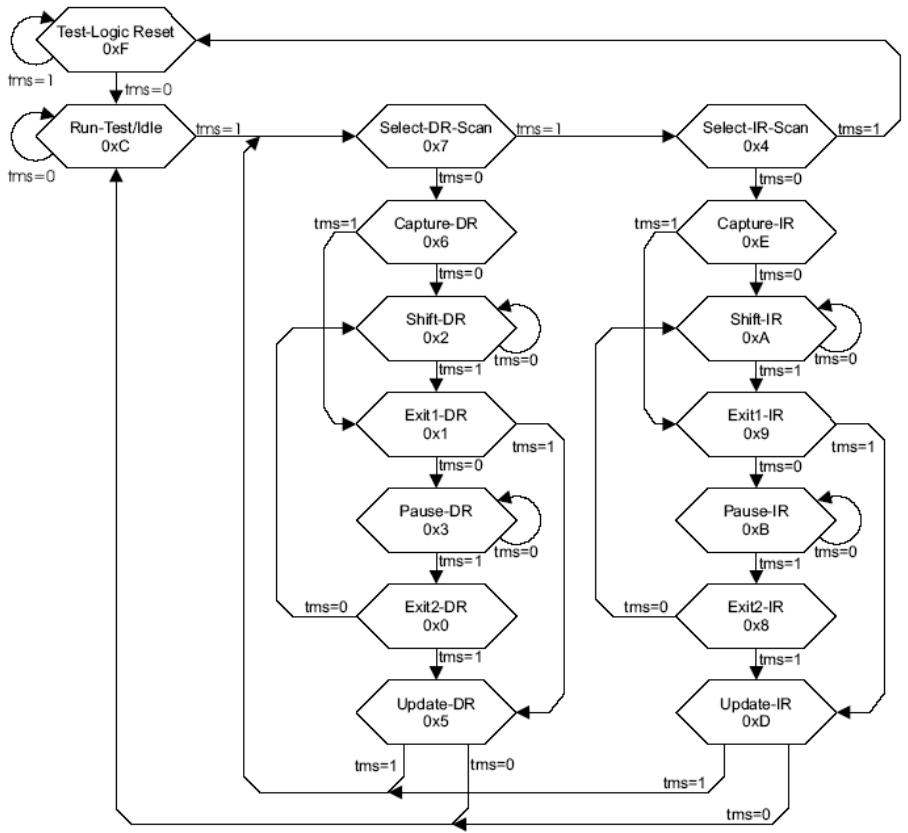 Test-Logic Reset
0xF
tms=1
tms=0
Run-Test/Idle
0xC
tms=1
tms=0
Select-DR-Scan
0x7
tms=1
Select-IR-Scan
0x4
tms=1
tms=0
tms=0
tms=1
Capture-DR
0x6
tms=1
Capture-IR
0xE
tms=0
tms=0
Shift-DR
0x2
tms=0
Shift-IR
0xA
tms=0
tms=1
tms=1
Exit1-DR
0x1
tms=1
Exit1-IR
0x9
tms=1
tms=0
tms=0
Pause-DR
0x3
tms=0
Pause-IR
0xB
tms=0
tms=1
tms=1
tms=0
Exit2-DR
0x0
tms=0
Exit2-IR
0x8
tms=1
tms=1
Update-DR
0x5
Update-IR
0xD
tms=1
tms=0
tms=1
tms=0